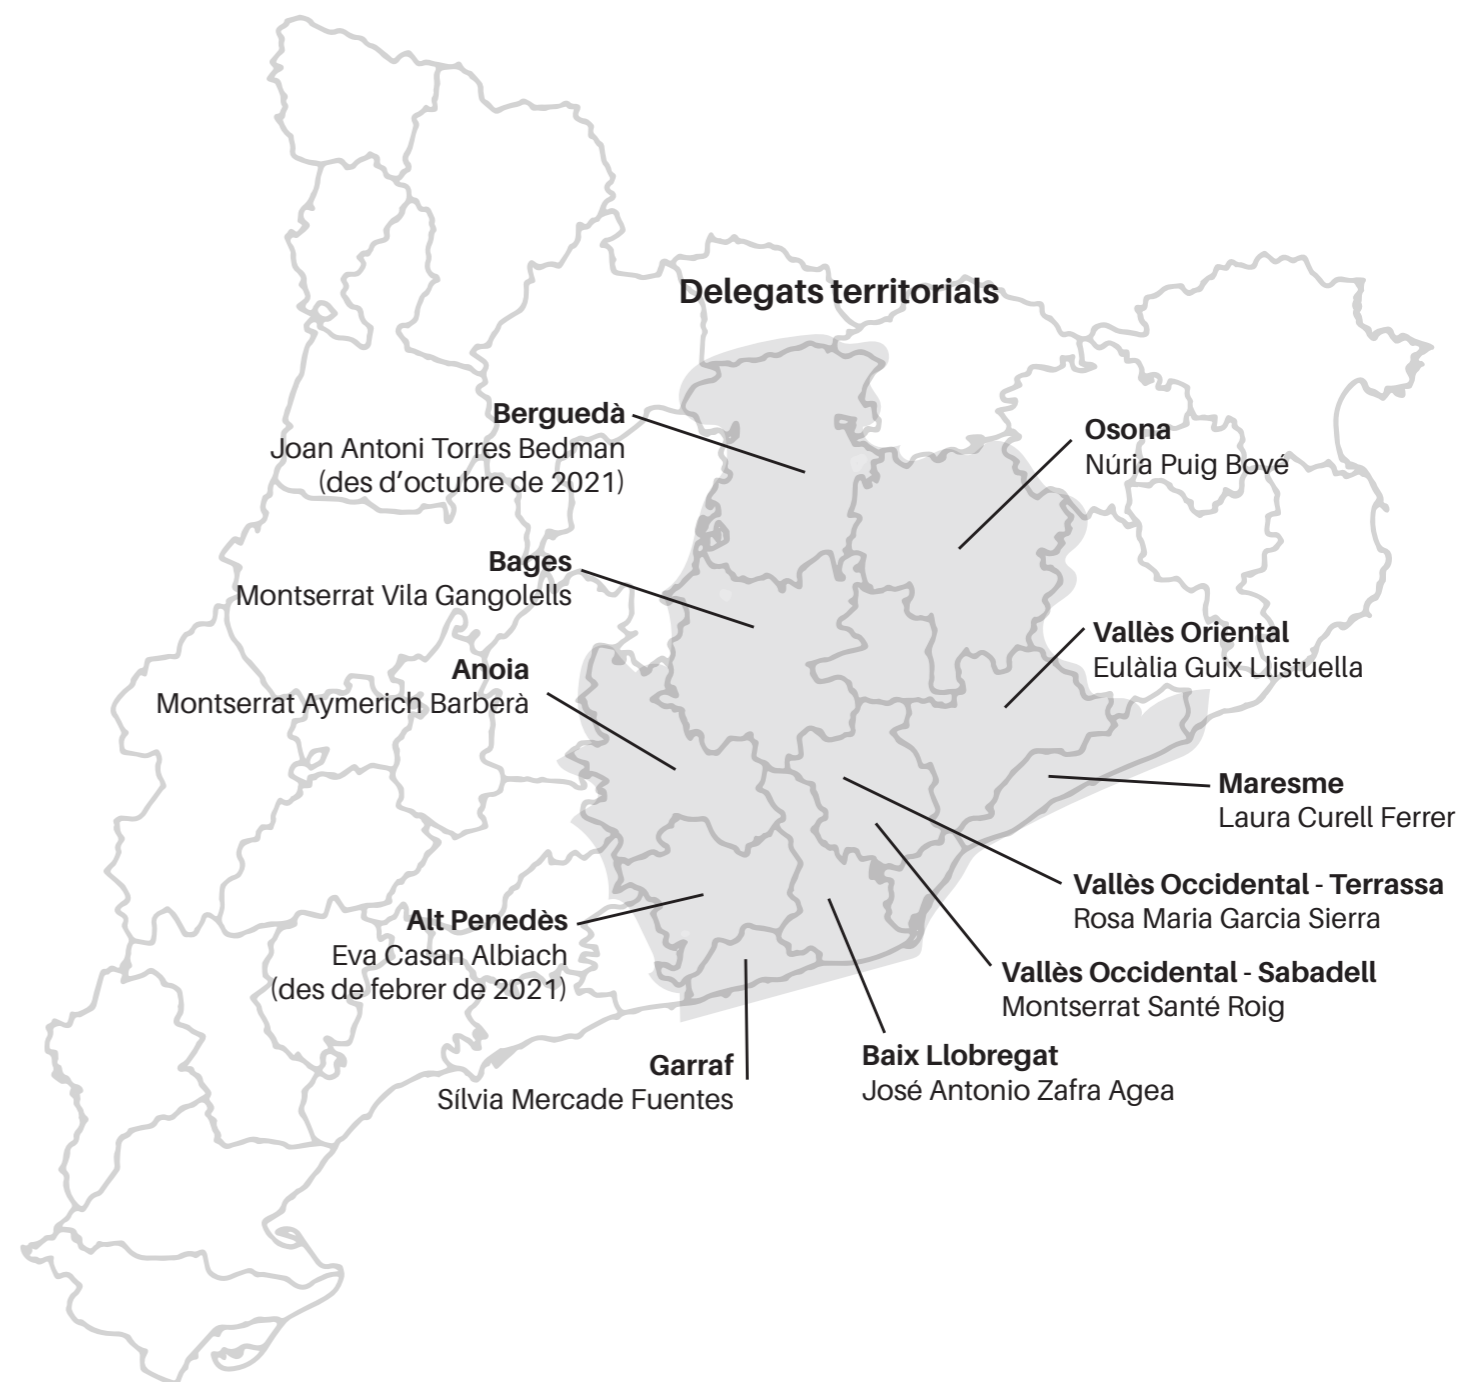 Delegats territorials
Berguedà
Joan Antoni Torres Bedman
(des d’octubre de 2021)
Osona
Núria Puig Bové
Bages
Montserrat Vila Gangolells
Vallès Oriental
Eulàlia Guix Llistuella
Anoia
Montserrat Aymerich Barberà
Maresme
Laura Curell Ferrer
Vallès Occidental - Terrassa
Rosa Maria Garcia Sierra
Alt Penedès
Eva Casan Albiach
(des de febrer de 2021)
Vallès Occidental - Sabadell
Montserrat Santé Roig
Baix Llobregat
José Antonio Zafra Agea
Garraf
Sílvia Mercade Fuentes